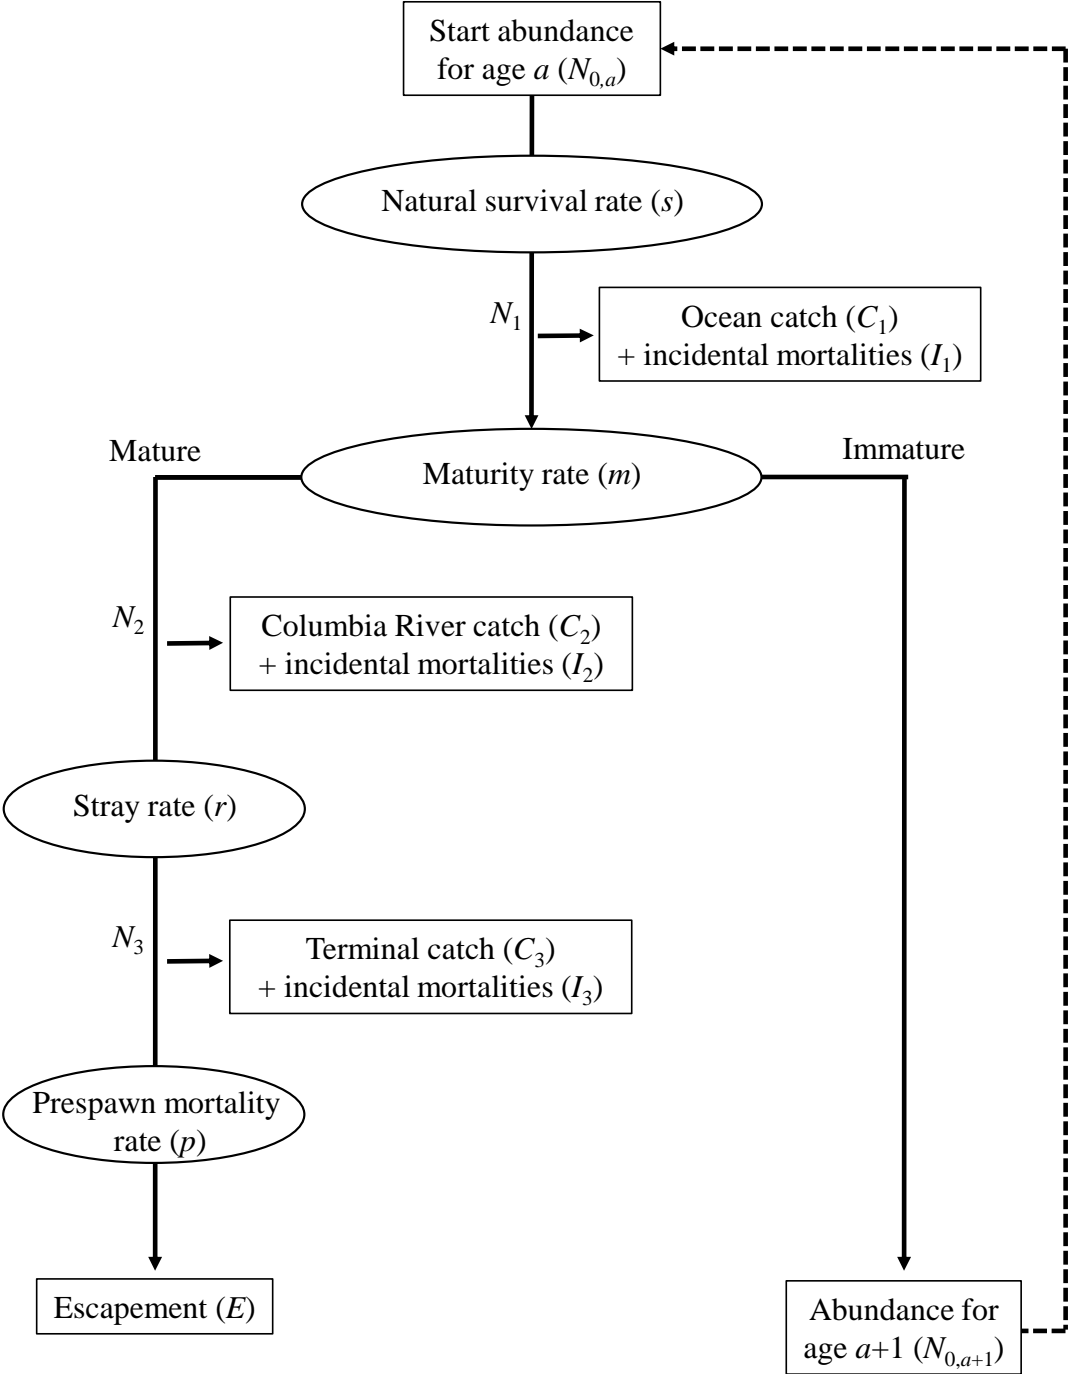 Start abundance
for age a (N0,a)
Natural survival rate (s)
N1
Ocean catch (C1)
+ incidental mortalities (I1)
Mature
Immature
Maturity rate (m)
N2
Columbia River catch (C2)
+ incidental mortalities (I2)
Stray rate (r)
N3
Terminal catch (C3)
+ incidental mortalities (I3)
Prespawn mortality
rate (p)
Escapement (E)
Abundance for
age a+1 (N0,a+1)